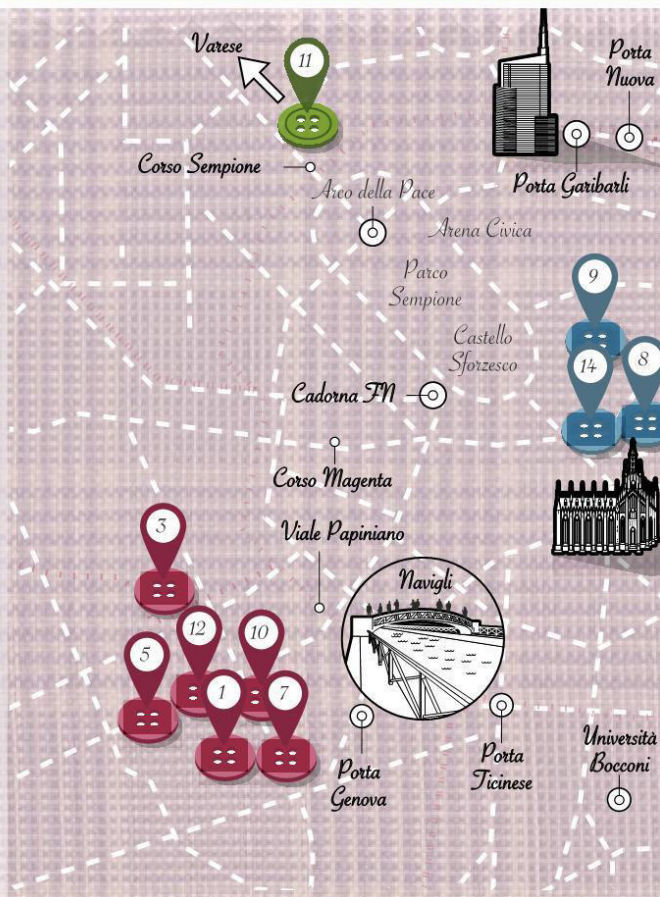 Varese
11
Porta
Nuova
Corso Sempione
Porta Garibarli
Arco della Pace
Arena Civica
Parco
Sempione
9
Castello
Sforzesco
14
8
Cadorna FN
Corso Magenta
3
Viale Papiniano
Navigli
12
10
5
1
7
Porta
Genova
Porta
Ticinese
Università
Bocconi